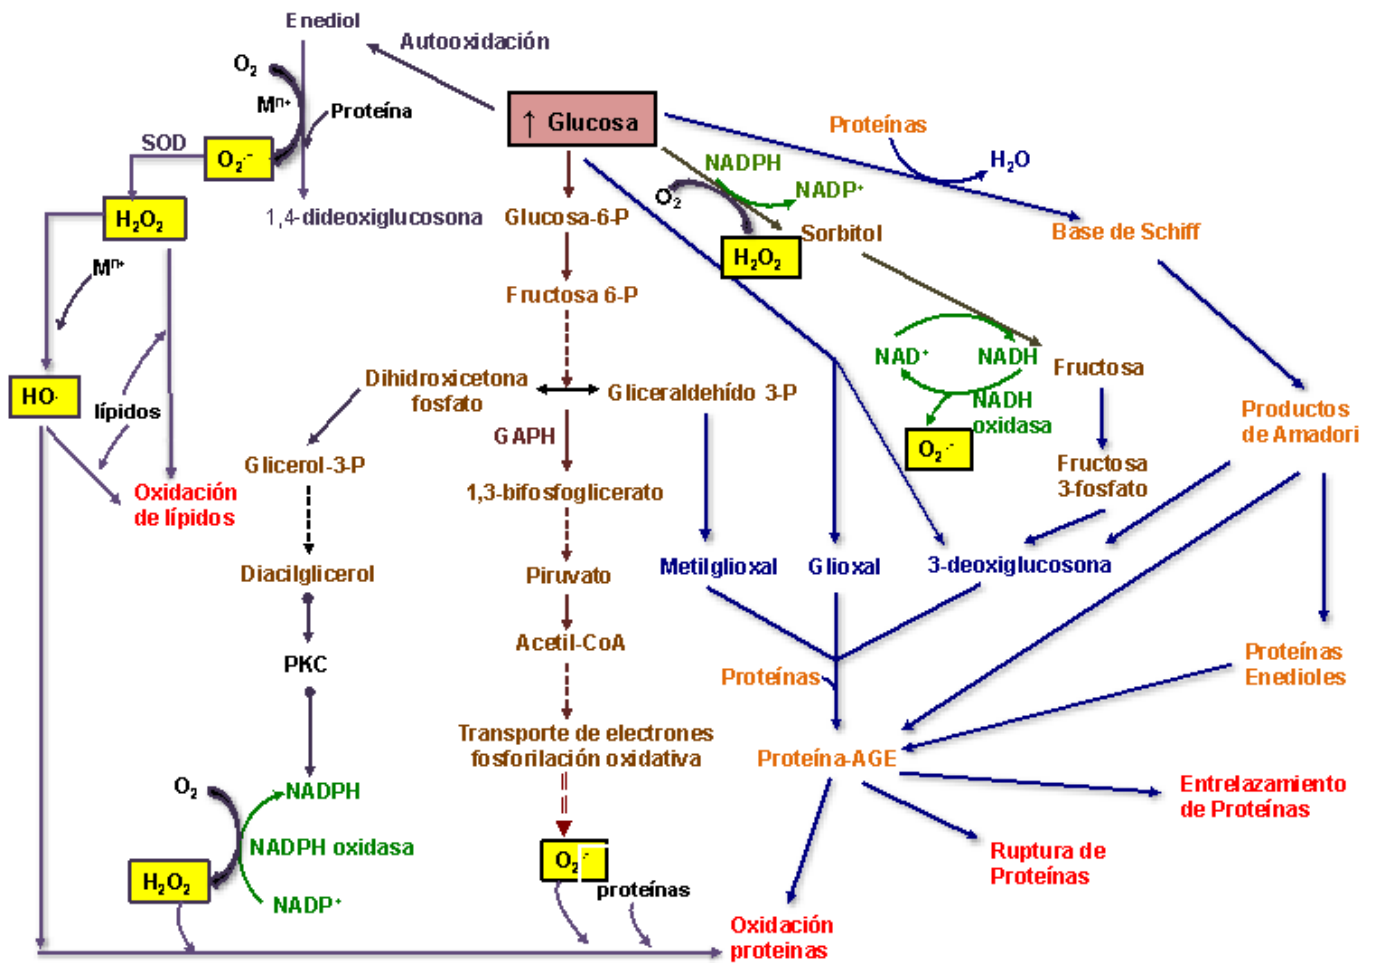 Enediol
Autooxidación
O2
Mn+
Proteína
↑ Glucosa
Proteínas
SOD
O2·-
NADPH
H2O
O2
NADP+
H2O2
1,4-dideoxiglucosona
Glucosa-6-P
Sorbitol
Base de Schiff
H2O2
Mn+
Fructosa 6-P
NAD+
NADH
Fructosa
HO·
lípidos
Dihidroxicetona
fosfato
Gliceraldehído 3-P
NADH
oxidasa
Productos
de Amadori
GAPH
O2·-
Glicerol-3-P
Fructosa
3-fosfato
Oxidación
de lípidos
1,3-bifosfoglicerato
Diacilglicerol
Piruvato
Metilglioxal
Glioxal
3-deoxiglucosona
Acetil-CoA
PKC
Proteínas
Proteínas
Enedioles
Transporte de electrones
fosforilación oxidativa
Proteína-AGE
O2
NADPH
Entrelazamiento
de Proteínas
NADPH oxidasa
O2·-
Ruptura de
Proteínas
H2O2
NADP+
proteínas
Oxidación
proteinas